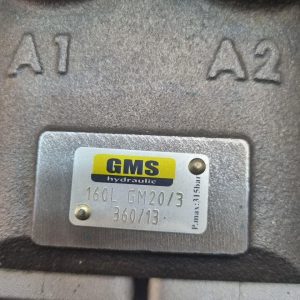 A1 A2
GMS
hydraulic
160L GM20/3
360/13
P.max:315bar